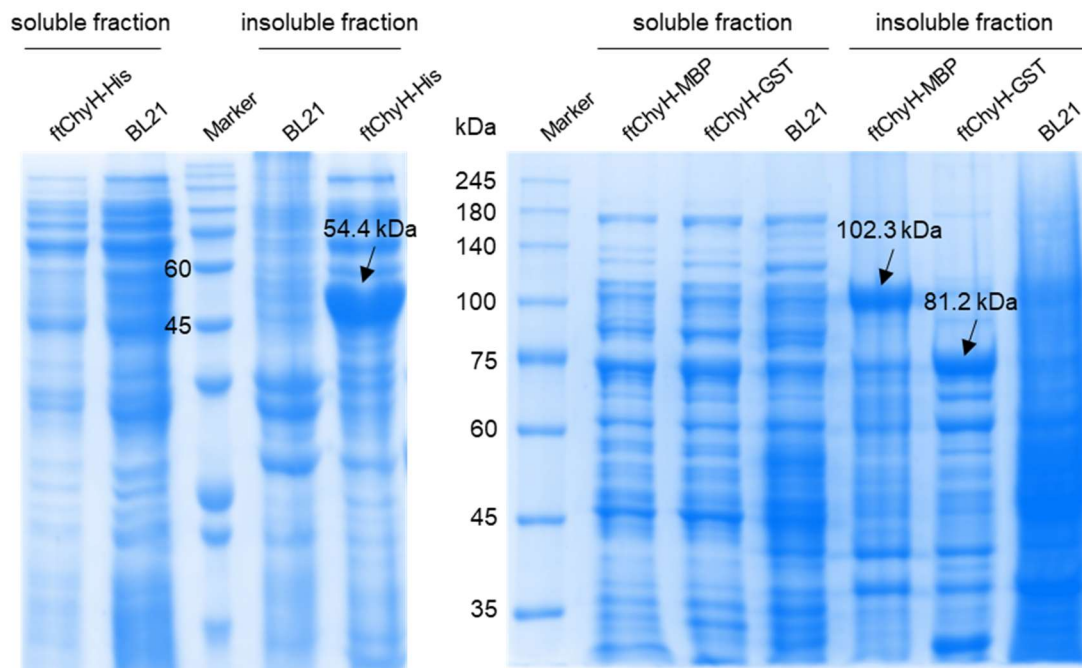 soluble fraction
insoluble fraction
ftChyH-His
BL21
Marker
BL21
ftChyH-His
54.4 kDa
60
45
soluble fraction
insoluble fraction
kDa
Marker
ftChyH-MBP
ftChyH-GST
BL21
ftChyH-MBP
ftChyH-GST
BL21
245
180
140
100
75
60
45
35
102.3 kDa
81.2 kDa